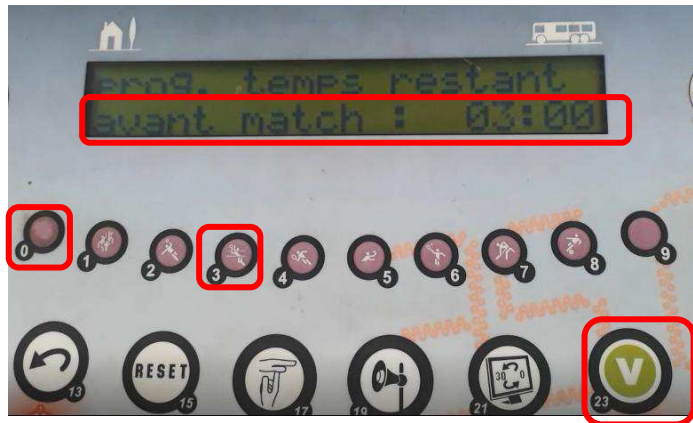 prog. temps restant
avant match : 03:00
0 1 2 3 4 5 6 7 8 9
RESET
30 0
V
13 15 17 19 21 23